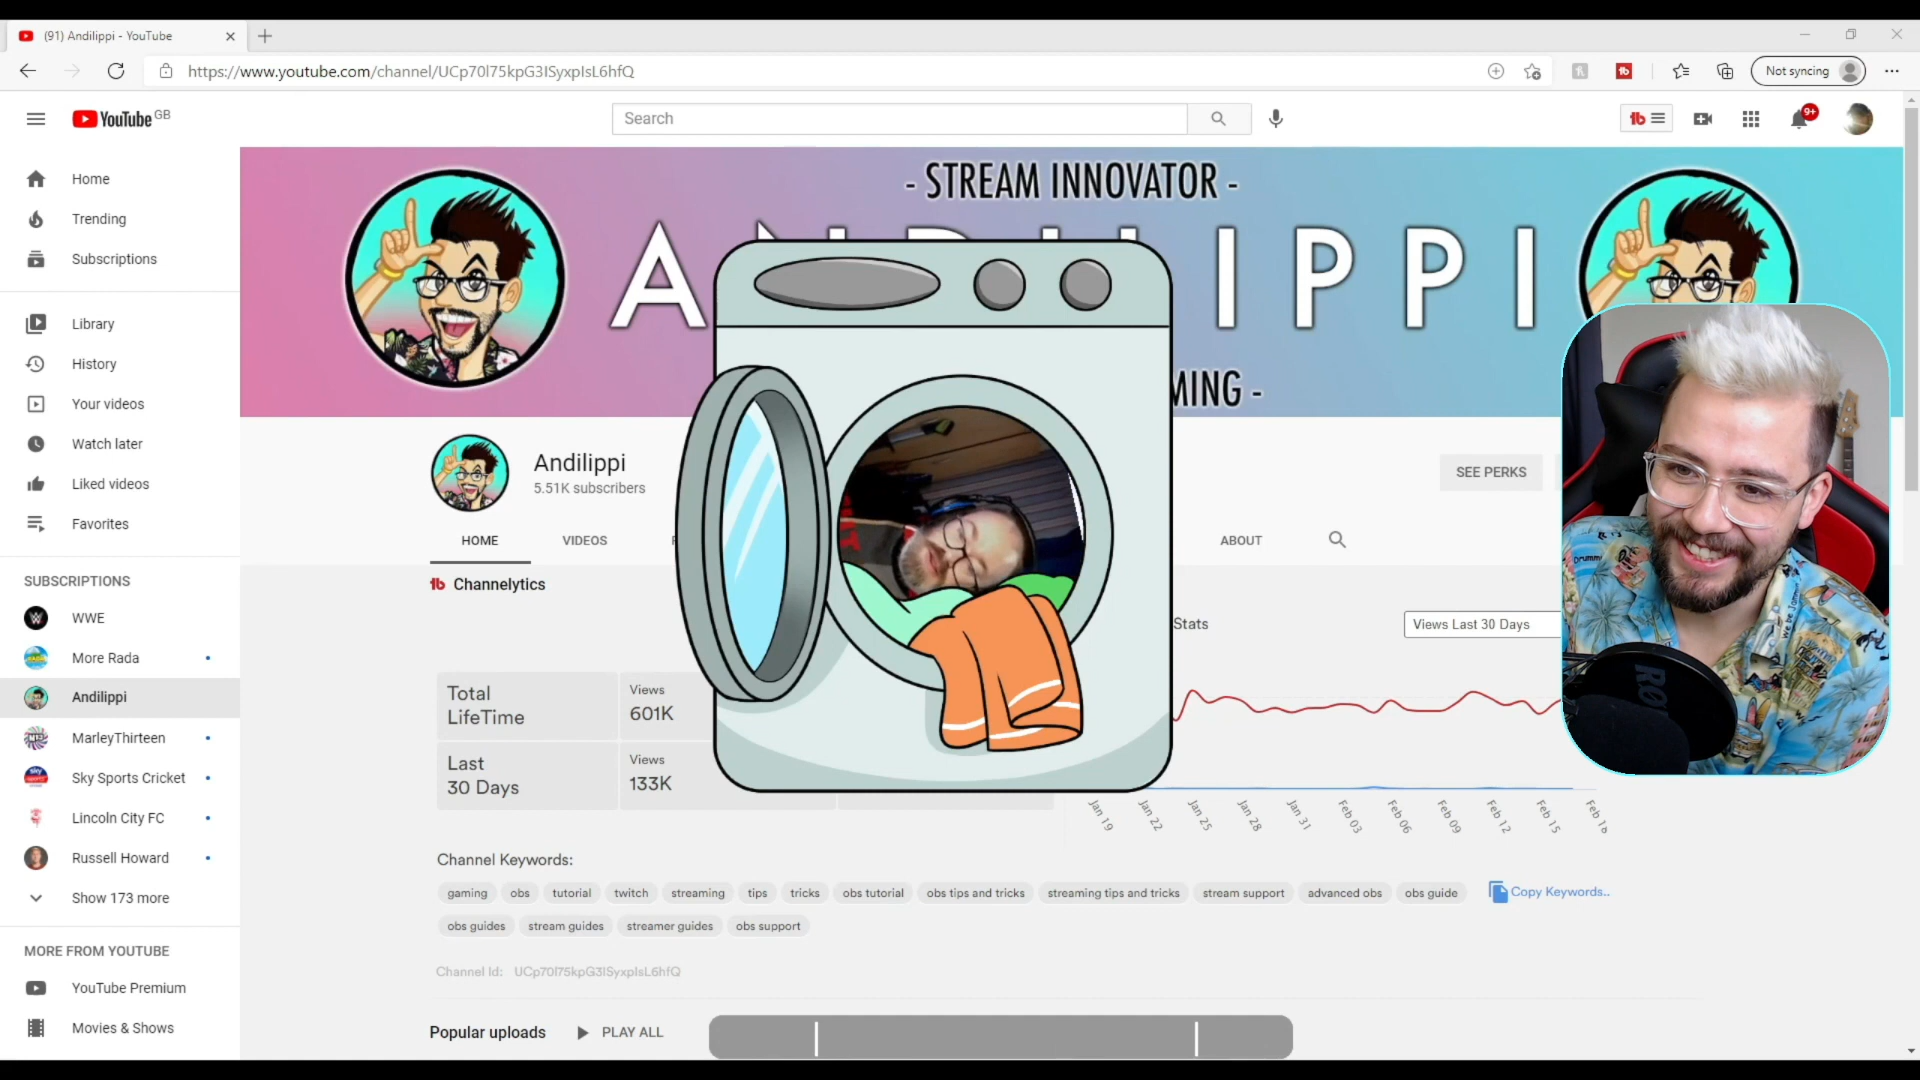 (91) Andilippi - YouTube
https://www.youtube.com/channel/UCp70l75kpG3ISyxpIsL6hfQ
Not syncing
YouTube GB
Search
9+
Home
Trending
Subscriptions
Library
History
Your videos
Watch later
Liked videos
Favorites
SUBSCRIPTIONS
WWE
More Rada
Andilippi
MarleyThirteen
Sky Sports Cricket
Lincoln City FC
Russell Howard
Show 173 more
MORE FROM YOUTUBE
YouTube Premium
Movies & Shows
- STREAM INNOVATOR -
ANDILIPPI
MING -
Andilippi
5.51K subscribers
SEE PERKS
HOME VIDEOS ABOUT
Channelytics
Stats
Views Last 30 Days
Total LifeTime
Views
601K
Last 30 Days
Views
133K
Jan 19 Jan 22 Jan 25 Jan 28 Jan 31 Feb 03 Feb 06 Feb 09 Feb 12 Feb 15 Feb 18
Channel Keywords:
gaming obs tutorial twitch streaming tips tricks obs tutorial obs tips and tricks streaming tips and tricks stream support advanced obs obs guide
Copy Keywords..
obs guides stream guides streamer guides obs support
Channel Id: UCp70l75kpG3ISyxpIsL6hfQ
Popular uploads PLAY ALL
RØ